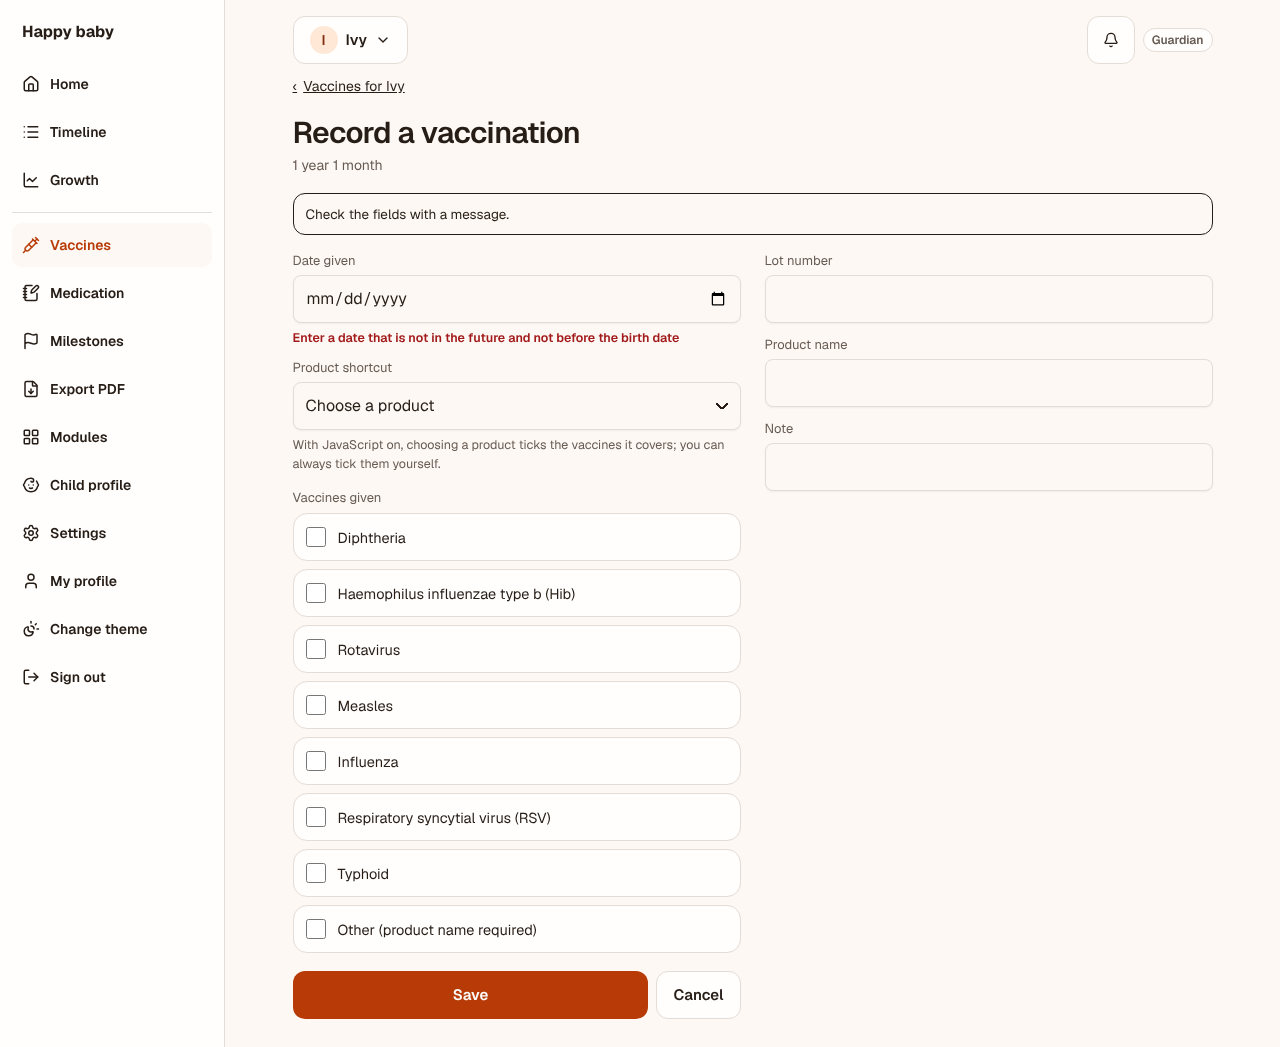 Happy baby
Home
Timeline
Growth
Vaccines
Medication
Milestones
Export PDF
Modules
Child profile
Settings
My profile
Change theme
Sign out
I Ivy
Guardian
‹ Vaccines for Ivy
Record a vaccination
1 year 1 month
Check the fields with a message.
Date given
mm/dd/yyyy
Enter a date that is not in the future and not before the birth date
Product shortcut
Choose a product
With JavaScript on, choosing a product ticks the vaccines it covers; you can
always tick them yourself.
Vaccines given
Diphtheria
Haemophilus influenzae type b (Hib)
Rotavirus
Measles
Influenza
Respiratory syncytial virus (RSV)
Typhoid
Other (product name required)
Save
Cancel
Lot number
Product name
Note